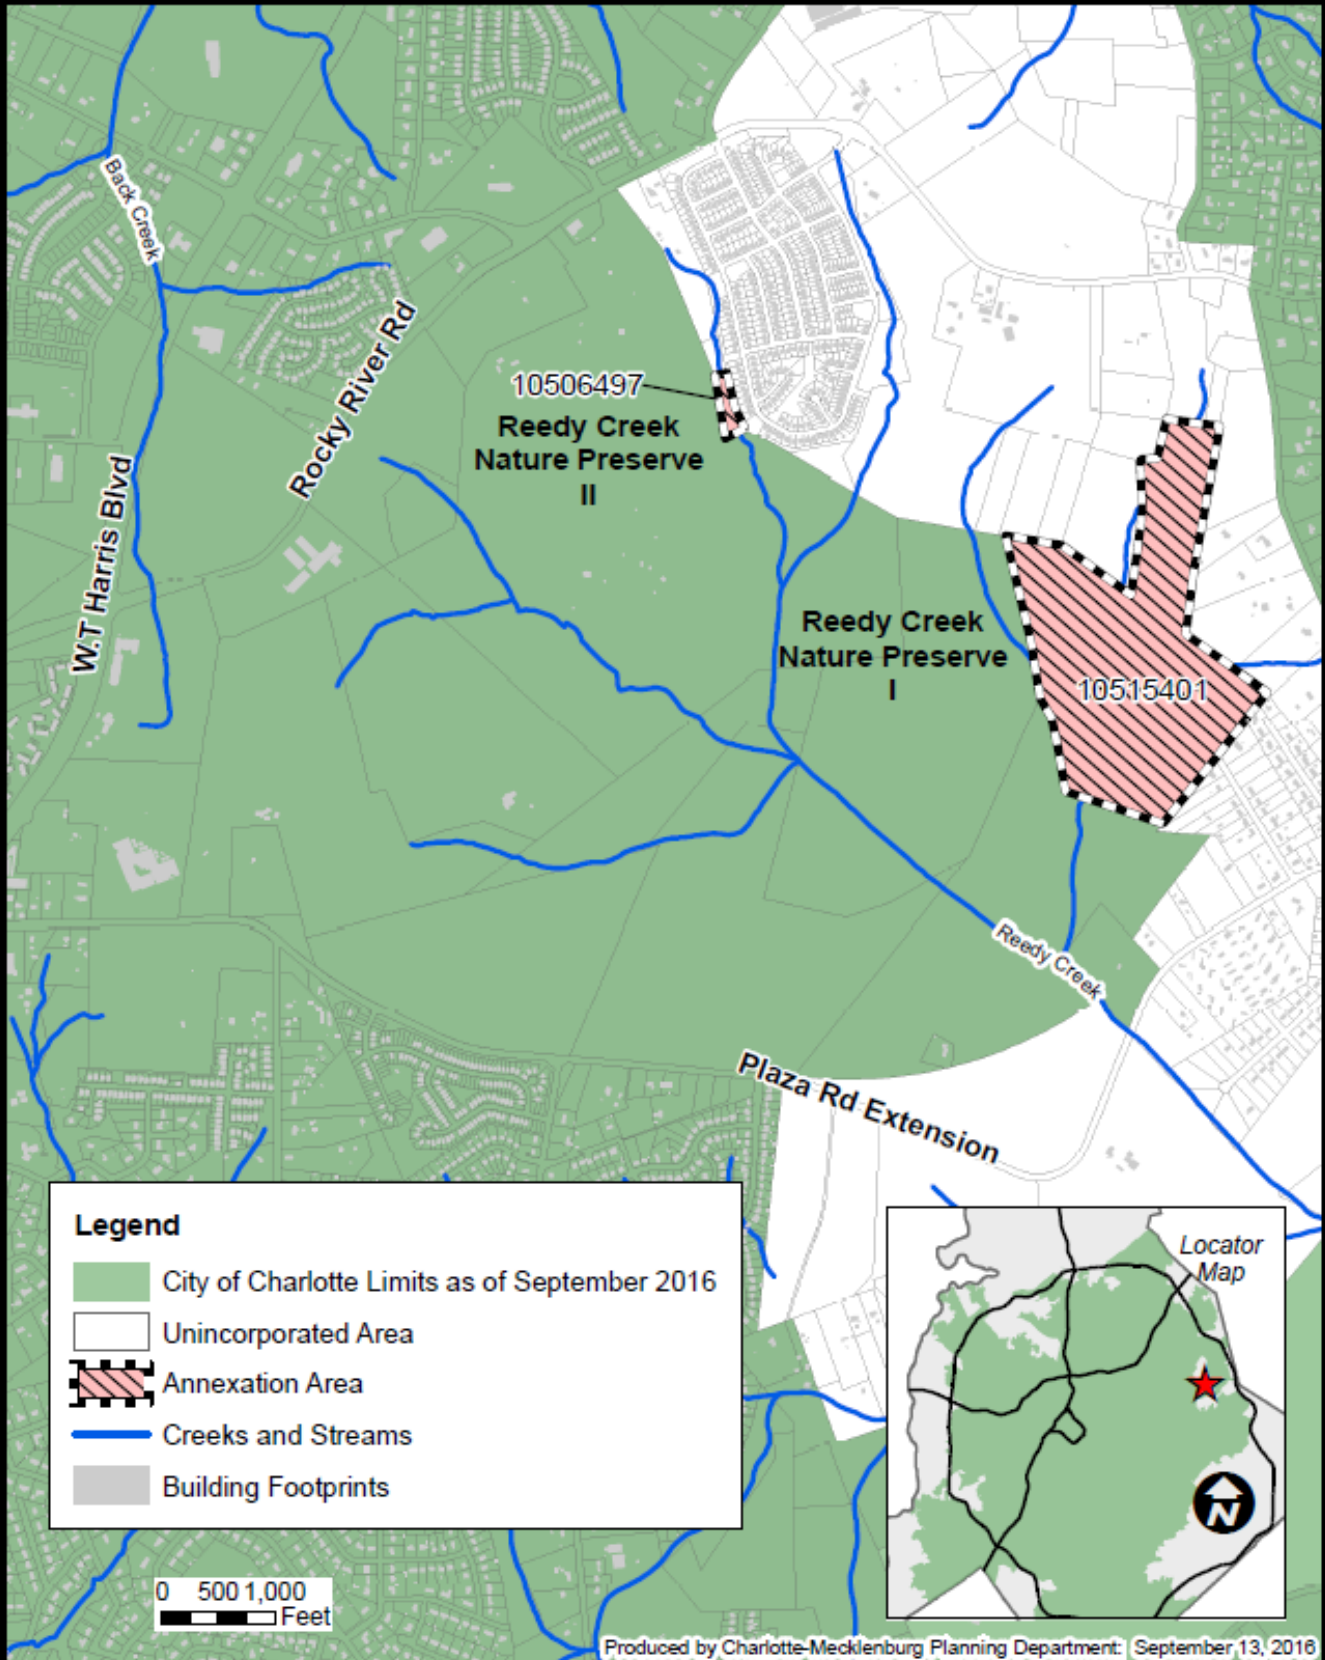 Back Creek
Rocky River Rd
W.T Harris Blvd
10506497
Reedy Creek
Nature Preserve
II
Reedy Creek
Nature Preserve
I
10515401
Reedy Creek
Plaza Rd Extension
Legend
City of Charlotte Limits as of September 2016
Unincorporated Area
Annexation Area
Creeks and Streams
Building Footprints
Locator
Map
N
0 500 1,000
Feet
Produced by Charlotte-Mecklenburg Planning Department: September 13, 2016